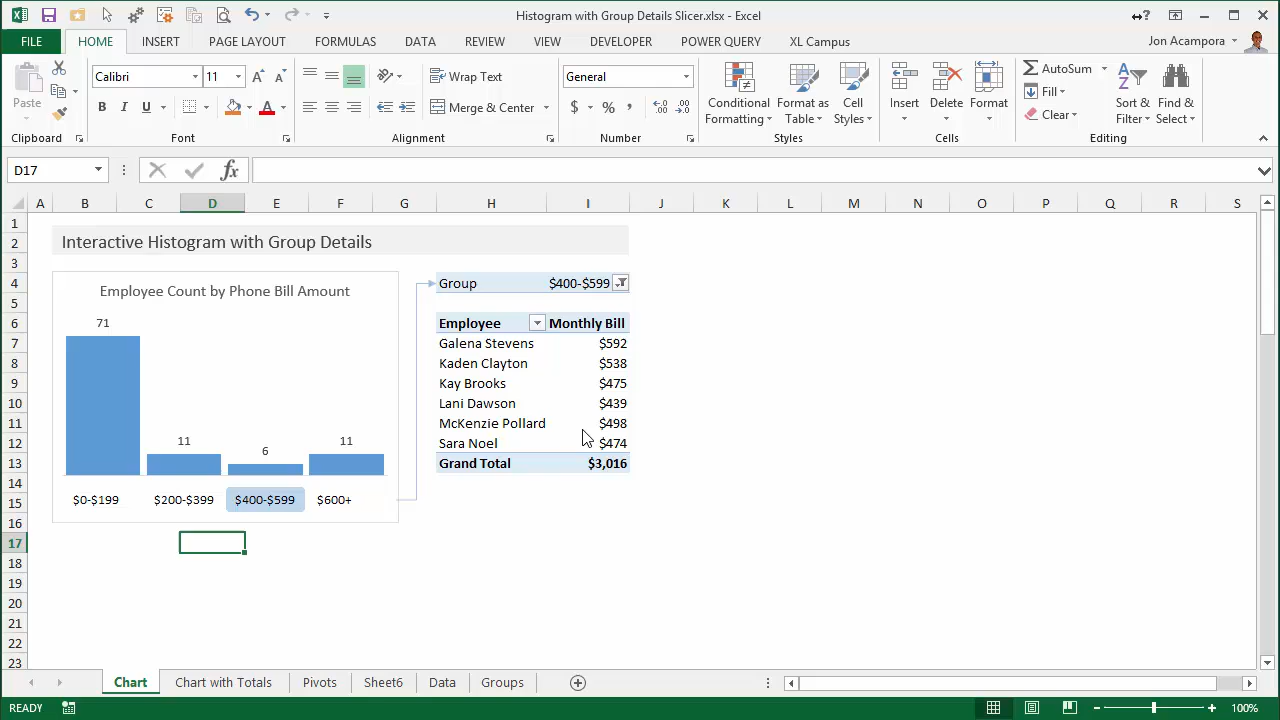 Histogram with Group Details Slicer.xlsx - Excel
FILE HOME INSERT PAGE LAYOUT FORMULAS DATA REVIEW VIEW DEVELOPER POWER QUERY XL Campus Jon Acampora
Paste
Calibri 11
B I U
Wrap Text
Merge & Center
General
$ % ,
Conditional Formatting
Format as Table
Cell Styles
Insert Delete Format
AutoSum
Fill
Clear
Sort & Filter
Find & Select
Clipboard Font Alignment Number Styles Cells Editing
D17 fx
A B C D E F G H I J K L M N O P Q R S
1
2 Interactive Histogram with Group Details
3
4 Group $400-$599
5 Employee Count by Phone Bill Amount
6 71 Employee Monthly Bill
7 Galena Stevens $592
8 Kaden Clayton $538
9 Kay Brooks $475
10 Lani Dawson $439
11 McKenzie Pollard $498
12 11 6 11 Sara Noel $474
13 Grand Total $3,016
14
15 $0-$199 $200-$399 $400-$599 $600+
16
17
18
19
20
21
22
23
Chart Chart with Totals Pivots Sheet6 Data Groups
READY 100%